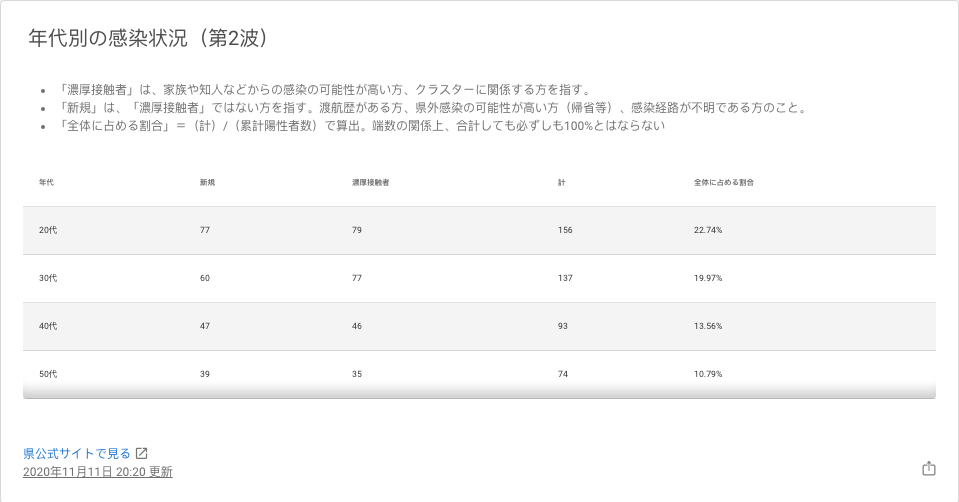 年代別の感染状況（第2波）
「濃厚接触者」は、家族や知人などからの感染の可能性が高い方、クラスターに関係する方を指す。
「新規」は、「濃厚接触者」ではない方を指す。渡航歴がある方、県外感染の可能性が高い方（帰省等）、感染経路が不明である方のこと。
「全体に占める割合」＝（計）/（累計陽性者数）で算出。端数の関係上、合計しても必ずしも100%とはならない
年代 新規 濃厚接触者 計 全体に占める割合
20代 77 79 156 22.74%
30代 60 77 137 19.97%
40代 47 46 93 13.56%
50代 39 35 74 10.79%
県公式サイトで見る
2020年11月11日 20:20 更新